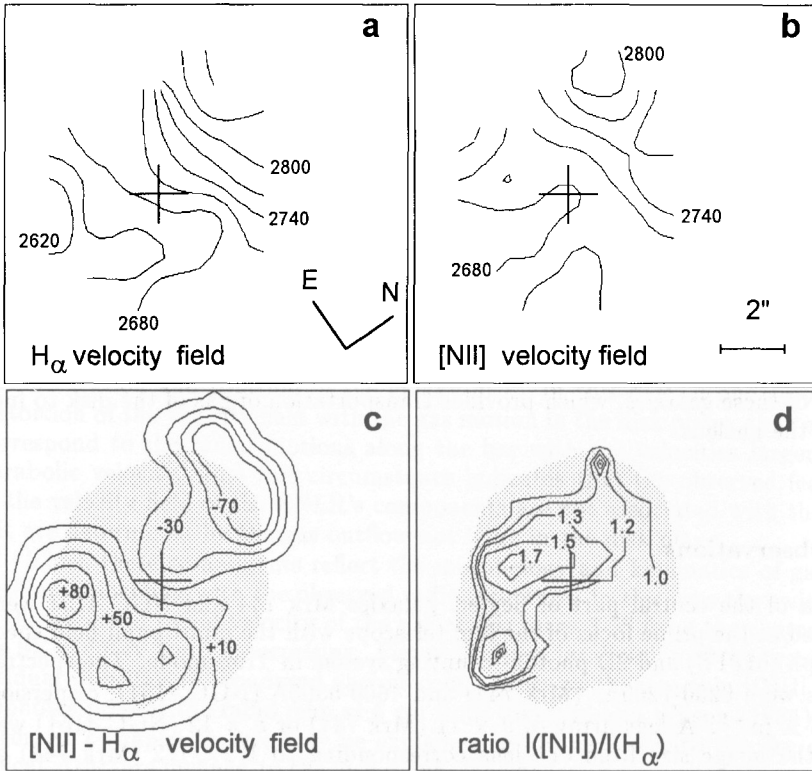 a
2800
2740
2620
2680
E
N
Hα velocity field
b
2800
2740
2680
2"
[NII] velocity field
c
-70
-30
+80
+50
+10
[NII] - Hα velocity field
d
1.3
1.2
1.5
1.7
1.0
ratio I([NII])/I(Hα)